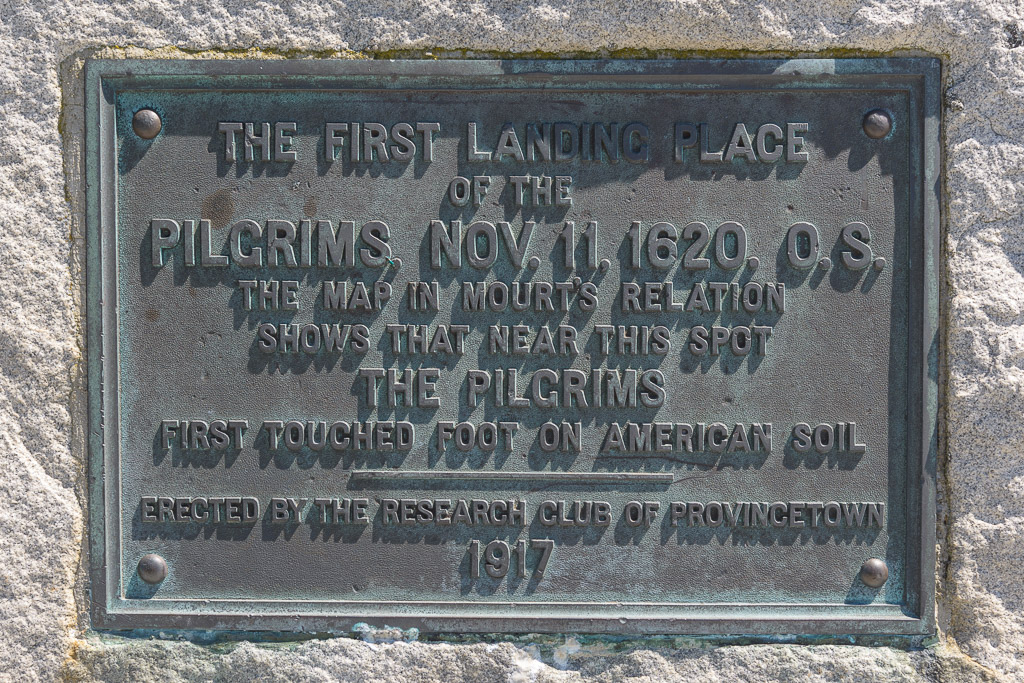 THE FIRST LANDING PLACE
OF THE
PILGRIMS, NOV. 11, 1620. O.S.
THE MAP IN MOURT'S RELATION
SHOWS THAT NEAR THIS SPOT
THE PILGRIMS
FIRST TOUCHED FOOT ON AMERICAN SOIL
ERECTED BY THE RESEARCH CLUB OF PROVINCETOWN
1917